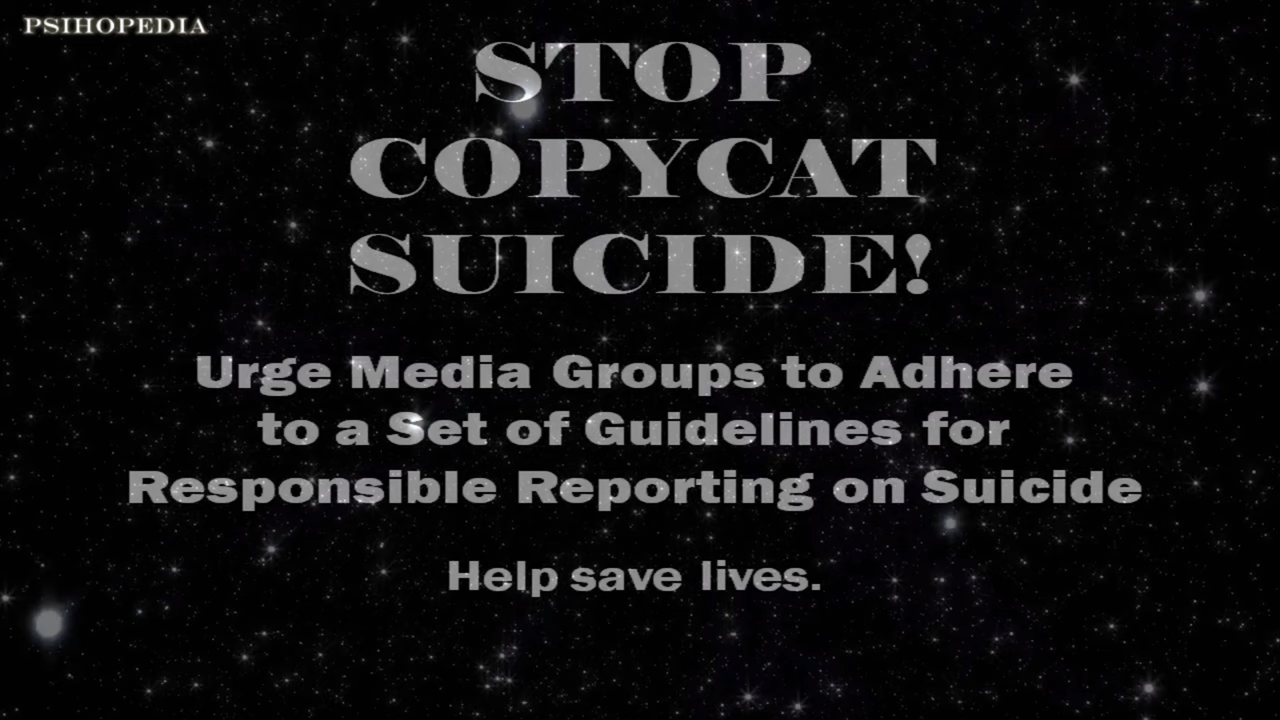 PSIHOPEDIA
STOP
COPYCAT
SUICIDE!
Urge Media Groups to Adhere
to a Set of Guidelines for
Responsible Reporting on Suicide
Help save lives.